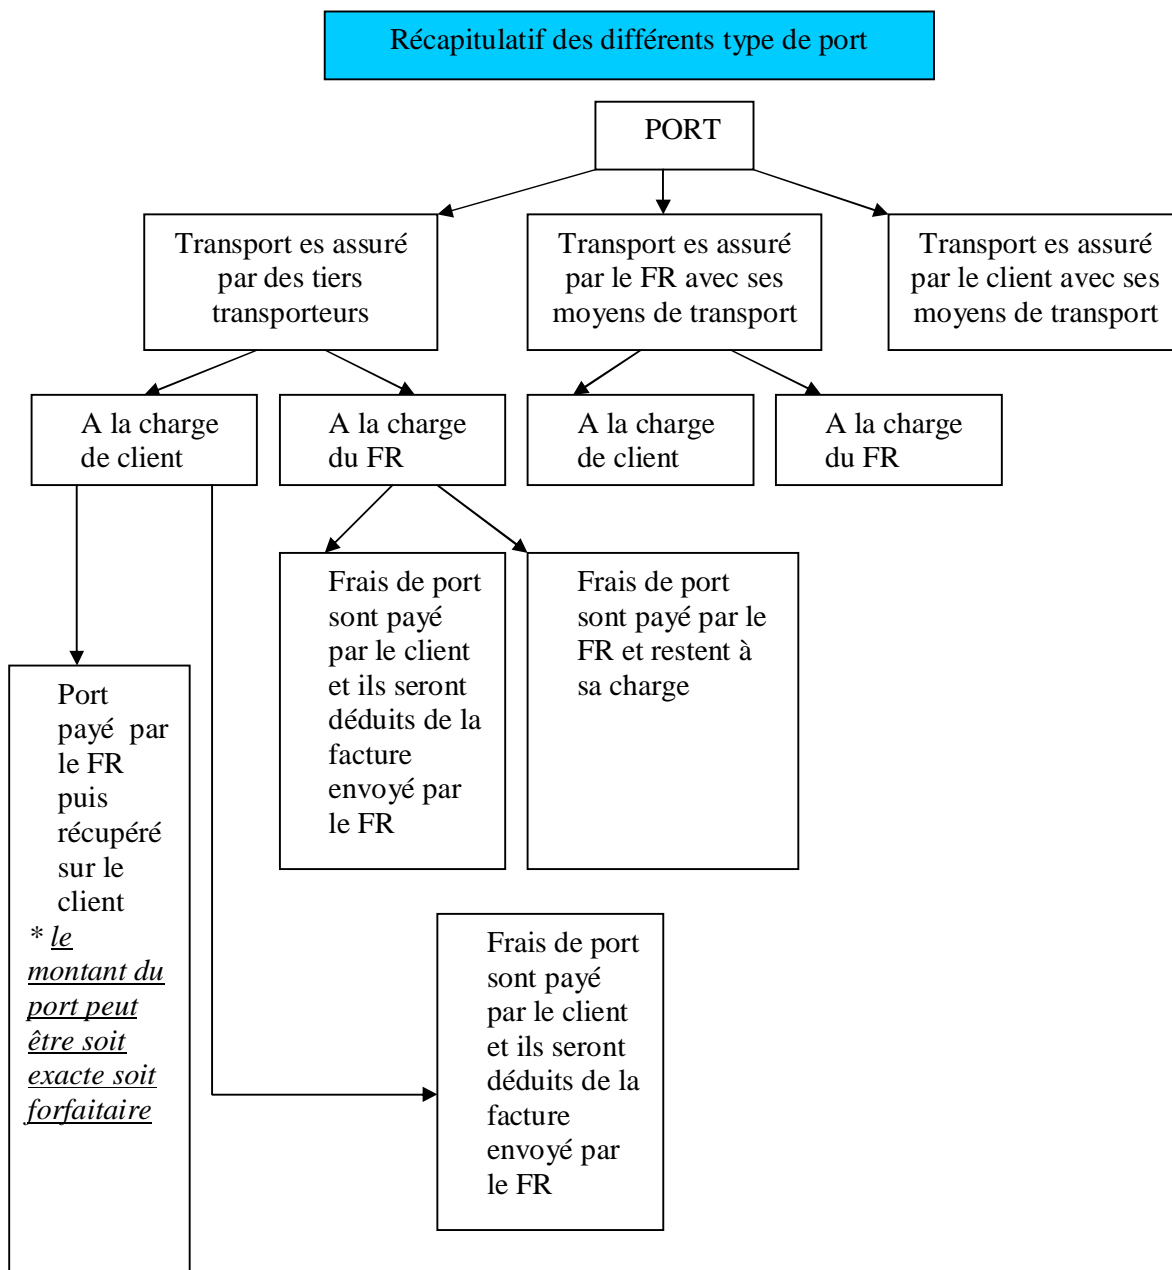 Récapitulatif des différents type de port
PORT
Transport es assuré
par des tiers
transporteurs
Transport es assuré
par le FR avec ses
moyens de transport
Transport es assuré
par le client avec ses
moyens de transport
A la charge
de client
A la charge
du FR
A la charge
de client
A la charge
du FR
Frais de port
sont payé
par le client
et ils seront
déduits de la
facture
envoyé par
le FR
Frais de port
sont payé par le
FR et restent à
sa charge
Port
payé par
le FR
puis
récupéré
sur le
client
* le
montant du
port peut
être soit
exacte soit
forfaitaire
Frais de port
sont payé
par le client
et ils seront
déduits de la
facture
envoyé par
le FR